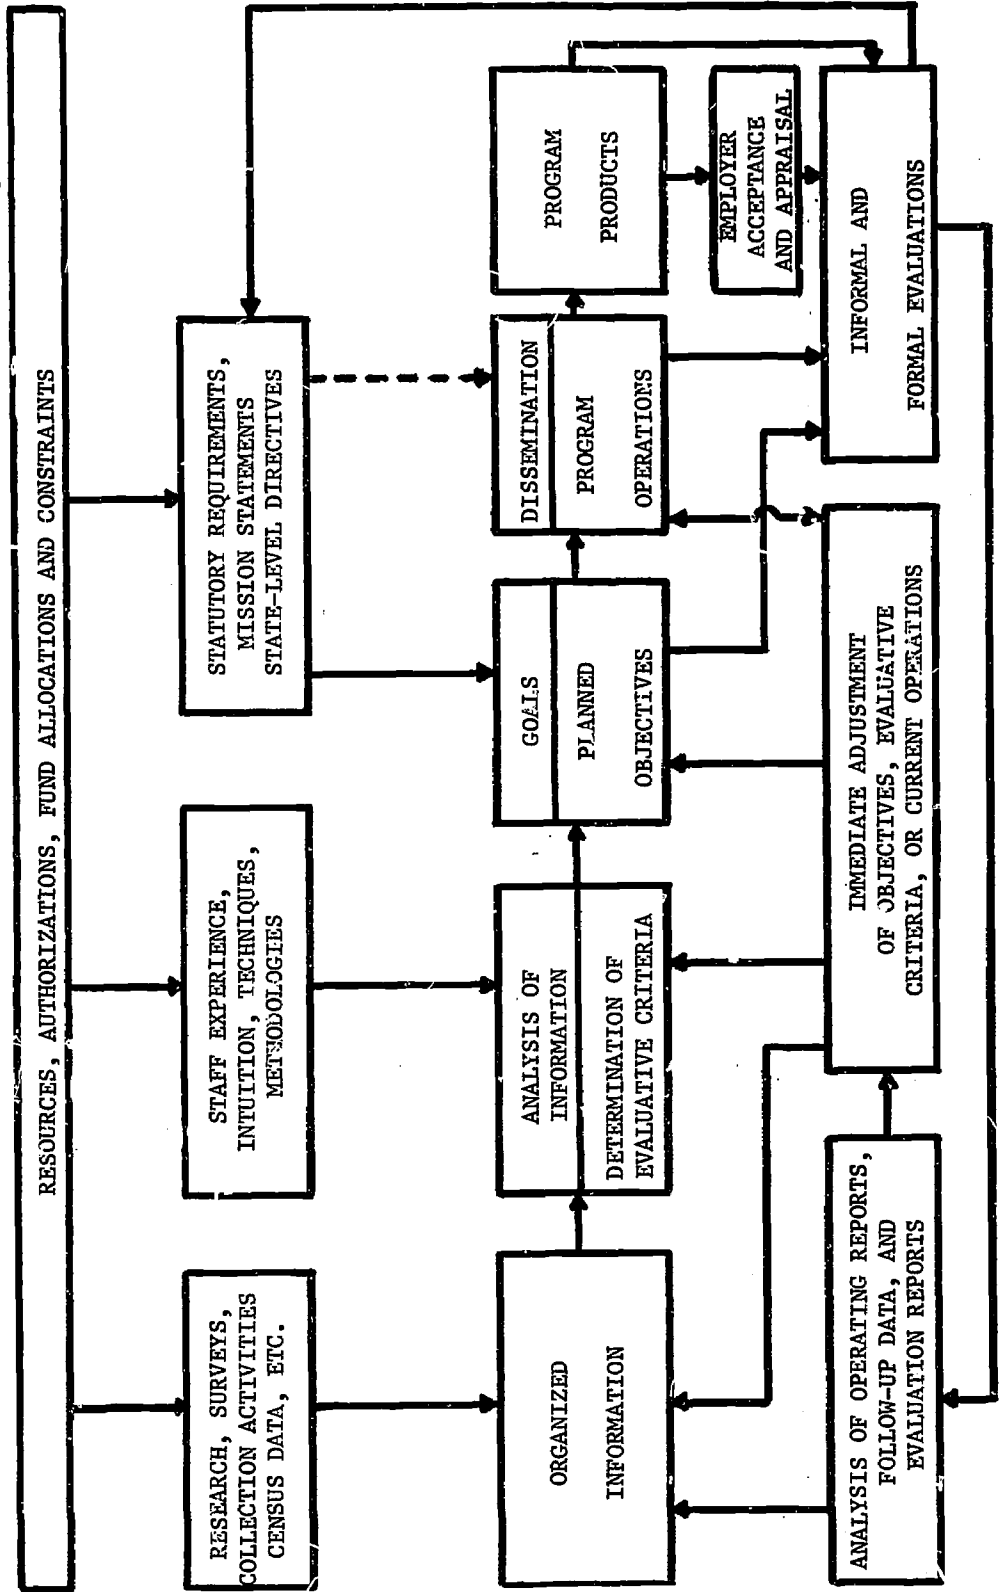 RESOURCES, AUTHORIZATIONS, FUND ALLOCATIONS AND CONSTRAINTS
RESEARCH, SURVEYS,
COLLECTION ACTIVITIES
CENSUS DATA, ETC.
STAFF EXPERIENCE,
INTUITION, TECHNIQUES,
METHODOLOGIES
STATUTORY REQUIREMENTS,
MISSION STATEMENTS
STATE-LEVEL DIRECTIVES
ORGANIZED
INFORMATION
ANALYSIS OF
INFORMATION
DETERMINATION OF
EVALUATIVE CRITERIA
GOALS
PLANNED
OBJECTIVES
DISSEMINATION
PROGRAM
OPERATIONS
PROGRAM
PRODUCTS
EMPLOYER
ACCEPTANCE
AND APPRAISAL
ANALYSIS OF OPERATING REPORTS,
FOLLOW-UP DATA, AND
EVALUATION REPORTS
IMMEDIATE ADJUSTMENT
OF OBJECTIVES, EVALUATIVE
CRITERIA, OR CURRENT OPERATIONS
INFORMAL AND
FORMAL EVALUATIONS